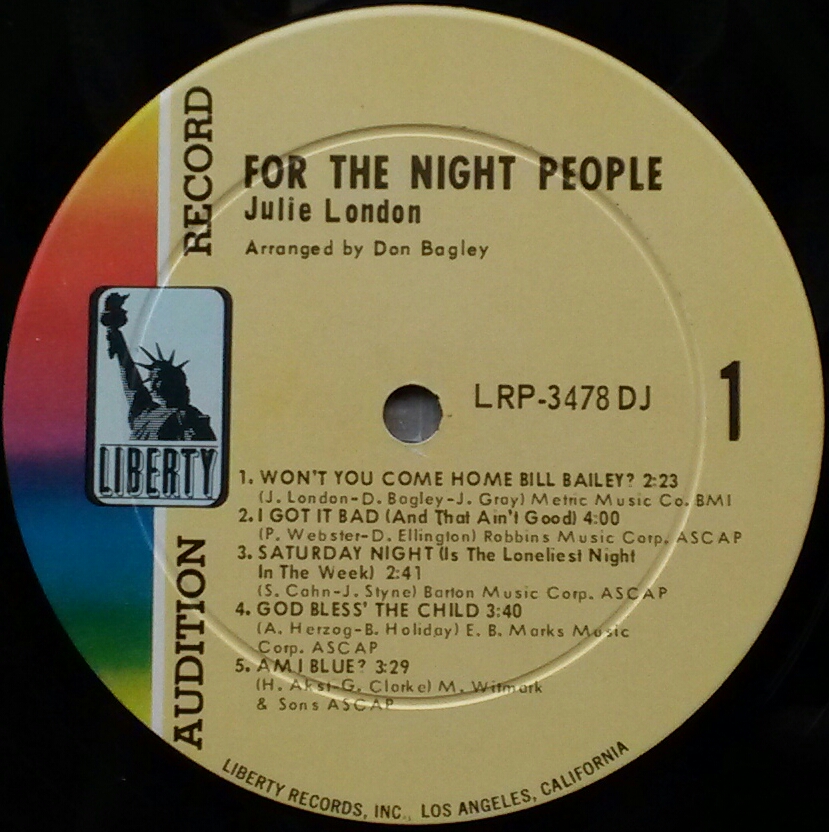 AUDITION RECORD
FOR THE NIGHT PEOPLE
Julie London
Arranged by Don Bagley
LRP-3478 DJ
1
LIBERTY
1. WON'T YOU COME HOME BILL BAILEY? 2:23
(J. London-D. Bagley-J. Gray) Metric Music Co. BMI
2. I GOT IT BAD (And That Ain't Good) 4:00
(P. Webster-D. Ellington) Robbins Music Corp. ASCAP
3. SATURDAY NIGHT (Is The Loneliest Night
In The Week) 2:41
(S. Cahn-J. Styne) Barton Music Corp. ASCAP
4. GOD BLESS' THE CHILD 3:40
(A. Herzog-B. Holiday) E. B. Marks Music
Corp. ASCAP
5. AM I BLUE? 3:29
(H. Akst-G. Clarke) M. Witmark
& Sons ASCAP
LIBERTY RECORDS, INC., LOS ANGELES, CALIFORNIA